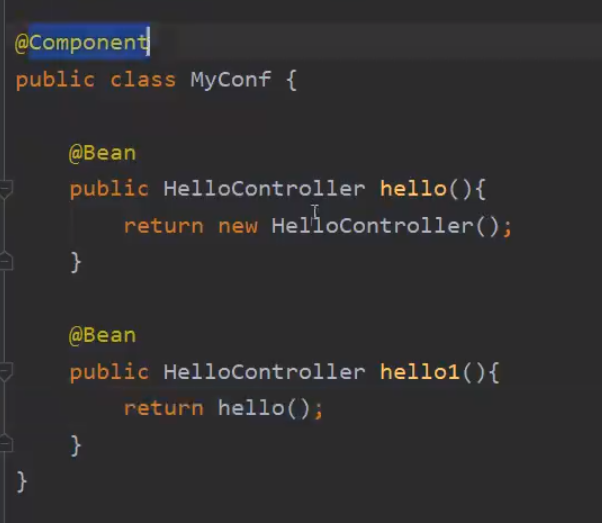 @Component
public class MyConf {
@Bean
public HelloController hello(){
return new HelloController();
}
@Bean
public HelloController hello1(){
return hello();
}
}